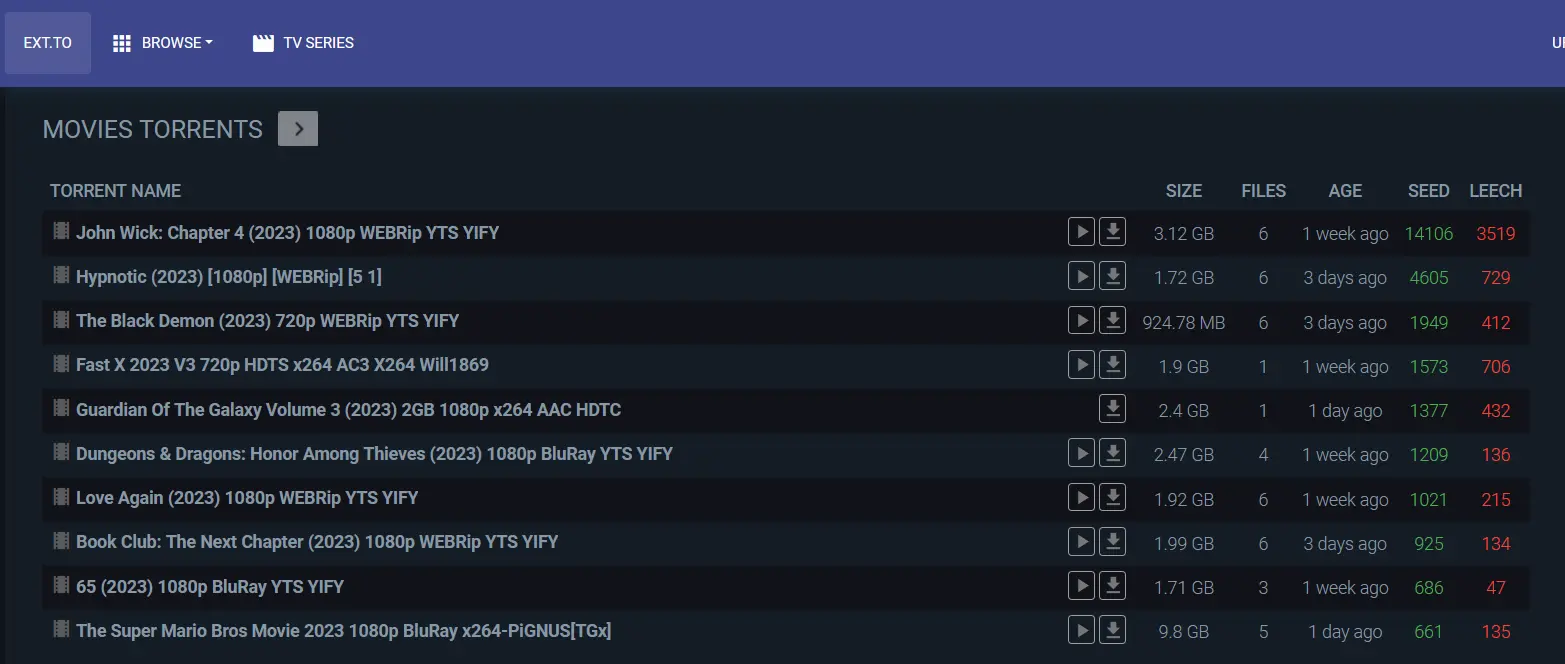 EXT.TO BROWSE TV SERIES
MOVIES TORRENTS
TORRENT NAME SIZE FILES AGE SEED LEECH
John Wick: Chapter 4 (2023) 1080p WEBRip YTS YIFY 3.12 GB 6 1 week ago 14106 3519
Hypnotic (2023) [1080p] [WEBRip] [5 1] 1.72 GB 6 3 days ago 4605 729
The Black Demon (2023) 720p WEBRip YTS YIFY 924.78 MB 6 3 days ago 1949 412
Fast X 2023 V3 720p HDTS x264 AC3 X264 Will1869 1.9 GB 1 1 week ago 1573 706
Guardian Of The Galaxy Volume 3 (2023) 2GB 1080p x264 AAC HDTC 2.4 GB 1 1 day ago 1377 432
Dungeons & Dragons: Honor Among Thieves (2023) 1080p BluRay YTS YIFY 2.47 GB 4 1 week ago 1209 136
Love Again (2023) 1080p WEBRip YTS YIFY 1.92 GB 6 1 week ago 1021 215
Book Club: The Next Chapter (2023) 1080p WEBRip YTS YIFY 1.99 GB 6 3 days ago 925 134
65 (2023) 1080p BluRay YTS YIFY 1.71 GB 3 1 week ago 686 47
The Super Mario Bros Movie 2023 1080p BluRay x264-PiGNUS[TGx] 9.8 GB 5 1 day ago 661 135